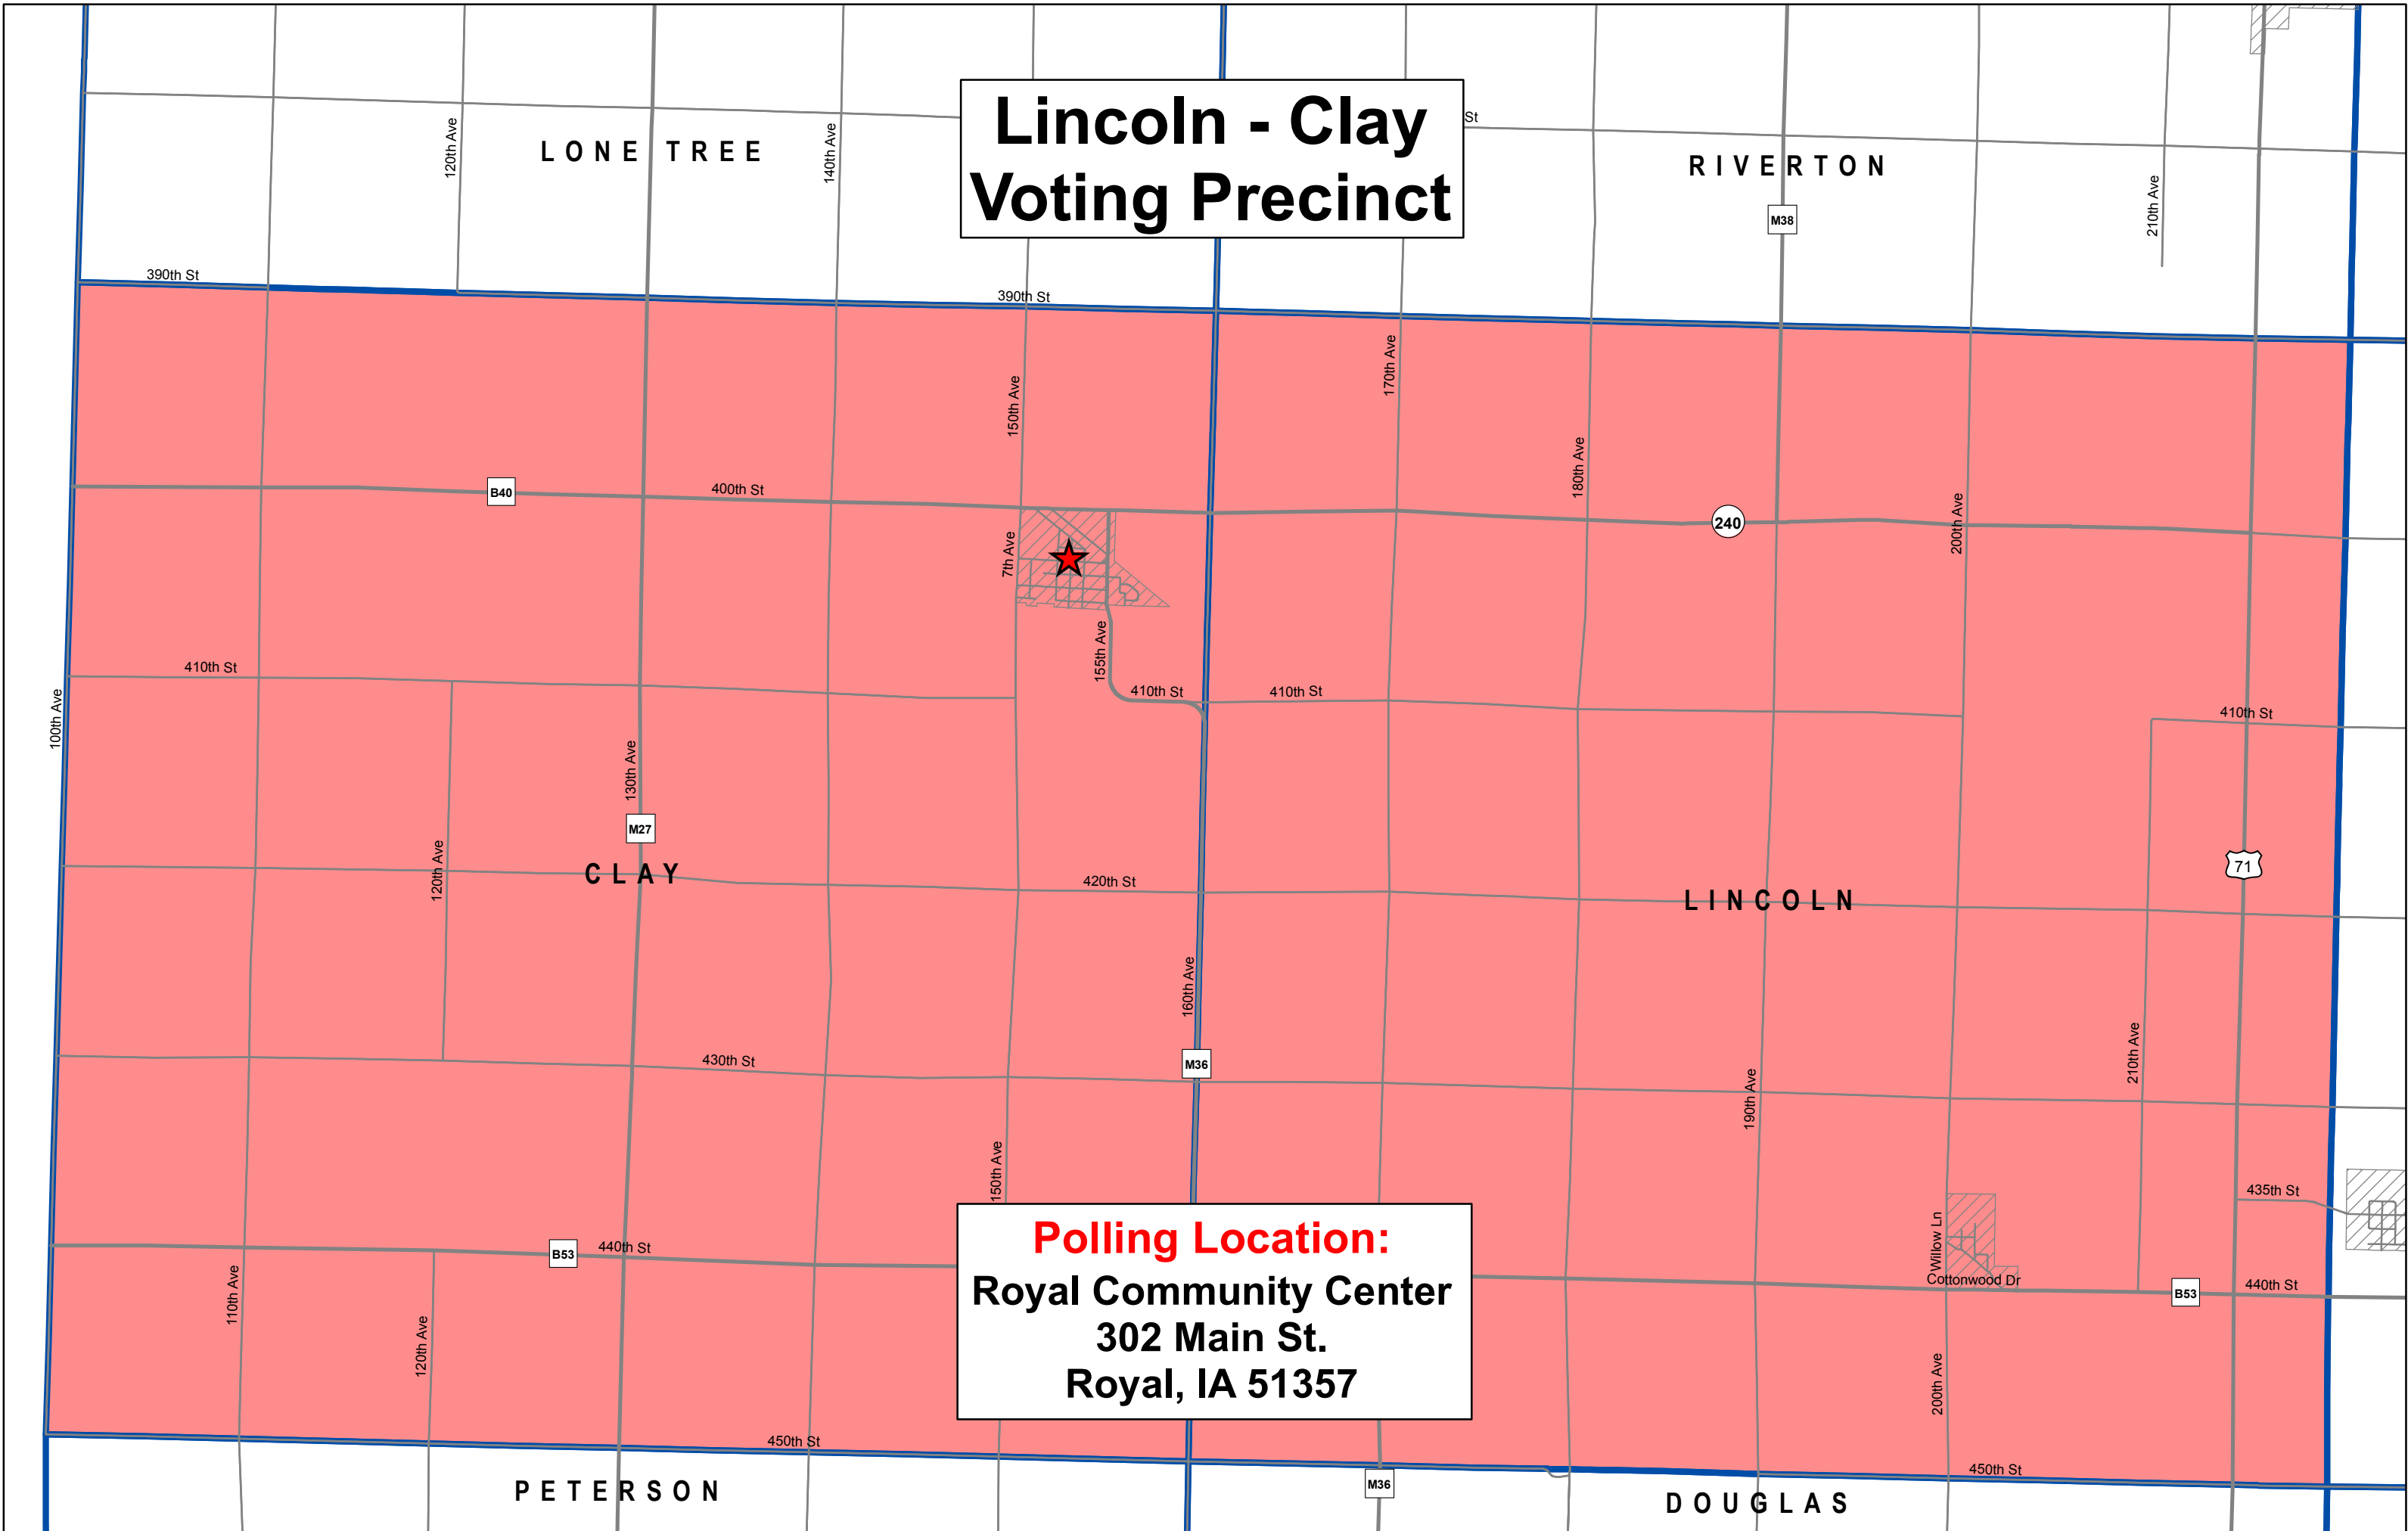 Lincoln - Clay
Voting Precinct
St
LONE TREE
RIVERTON
120th Ave
140th Ave
M38
210th Ave
390th St
390th St
150th Ave
170th Ave
180th Ave
200th Ave
B40
400th St
240
7th Ave
155th Ave
410th St
410th St
410th St
410th St
100th Ave
130th Ave
M27
120th Ave
CLAY
420th St
LINCOLN
71
160th Ave
M36
430th St
190th Ave
210th Ave
150th Ave
435th St
Willow Ln
Cottonwood Dr
B53
440th St
B53
440th St
110th Ave
120th Ave
200th Ave
Polling Location:
Royal Community Center
302 Main St.
Royal, IA 51357
450th St
450th St
PETERSON
M36
DOUGLAS